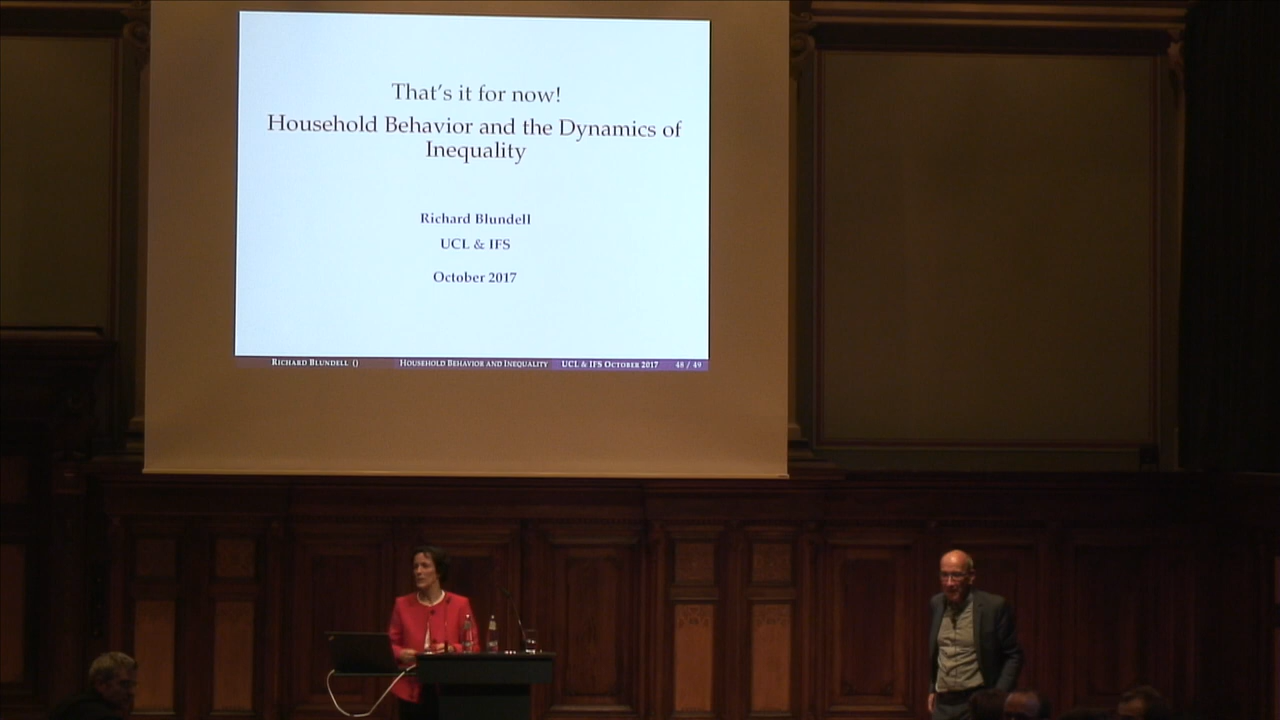 That's it for now!
Household Behavior and the Dynamics of
Inequality
Richard Blundell
UCL & IFS
October 2017
Richard Blundell () Household Behavior and Inequality UCL & IFS October 2017 48 / 49